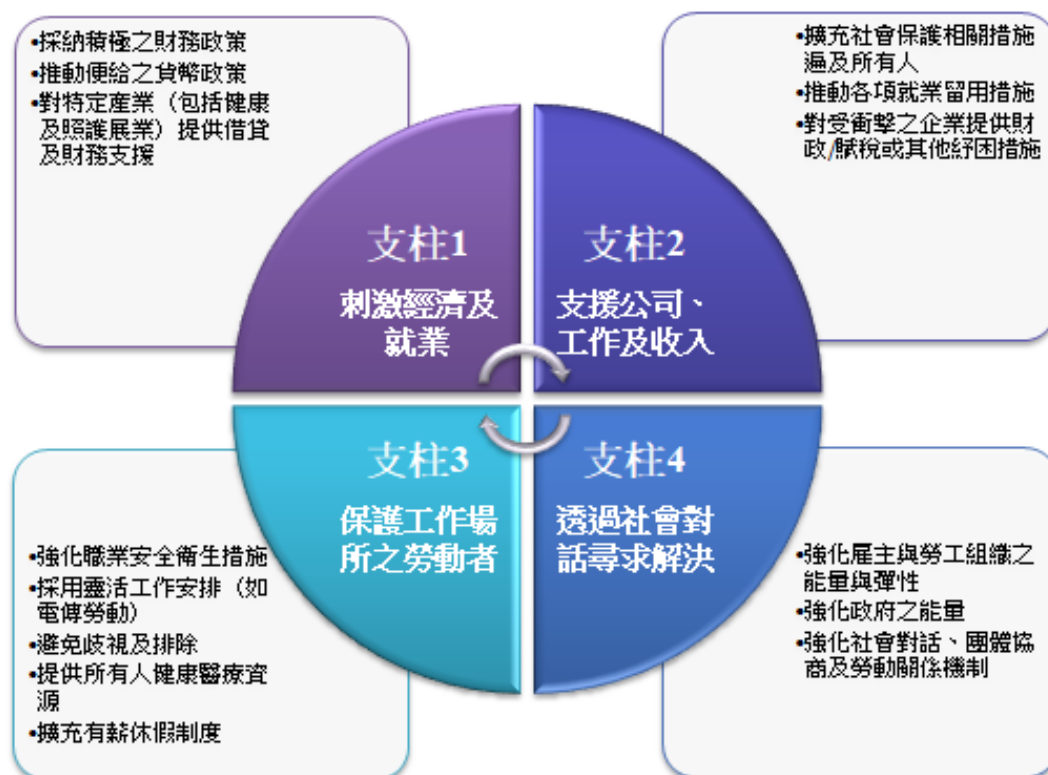 •採納積極之財務政策
•推動便給之貨幣政策
•對特定產業（包括健康
及照護展業）提供借貸
及財務支援
•擴充社會保護相關措施
遍及所有人
•推動各項就業留用措施
•對受衝擊之企業提供財
政/賦稅或其他紓困措施
支柱1
刺激經濟及
就業
支柱2
支援公司、
工作及收入
支柱3
保護工作場
所之勞動者
支柱4
透過社會對
話尋求解決
•強化職業安全衛生措施
•採用靈活工作安排（如
電傳勞動）
•避免歧視及排除
•提供所有人健康醫療資
源
•擴充有薪休假制度
•強化雇主與勞工組織之
能量與彈性
•強化政府之能量
•強化社會對話、團體協
商及勞動關係機制